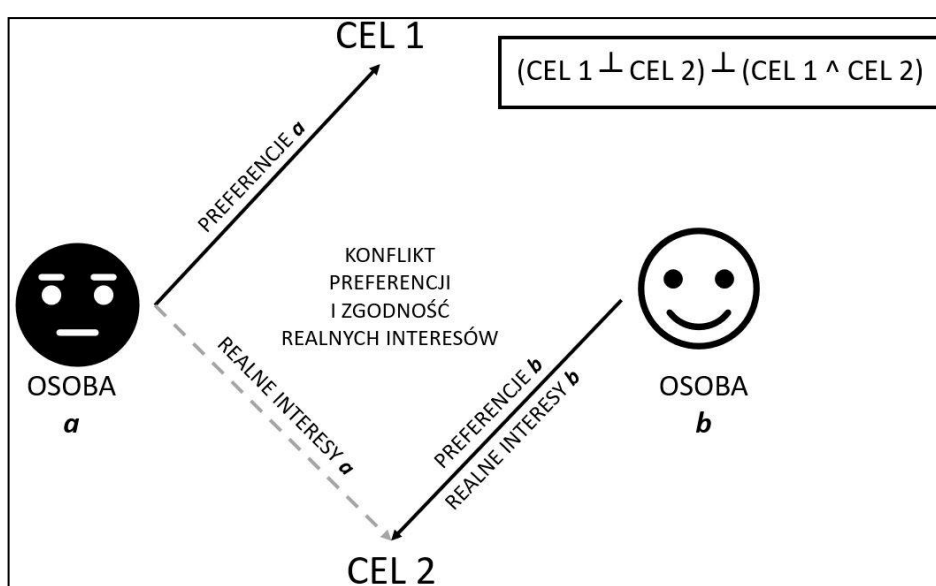 CEL 1
(CEL 1 ┴ CEL 2) ┴ (CEL 1 ^ CEL 2)
PREFERENCJE a
KONFLIKT
PREFERENCJI
I ZGODNOŚĆ
REALNYCH INTERESÓW
OSOBA
a
REALNE INTERESY a
PREFERENCJE b
REALNE INTERESY b
OSOBA
b
CEL 2